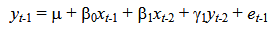 yt-1 = μ + β0xt-1 + β1xt-2 + γ1yt-2 + et-1